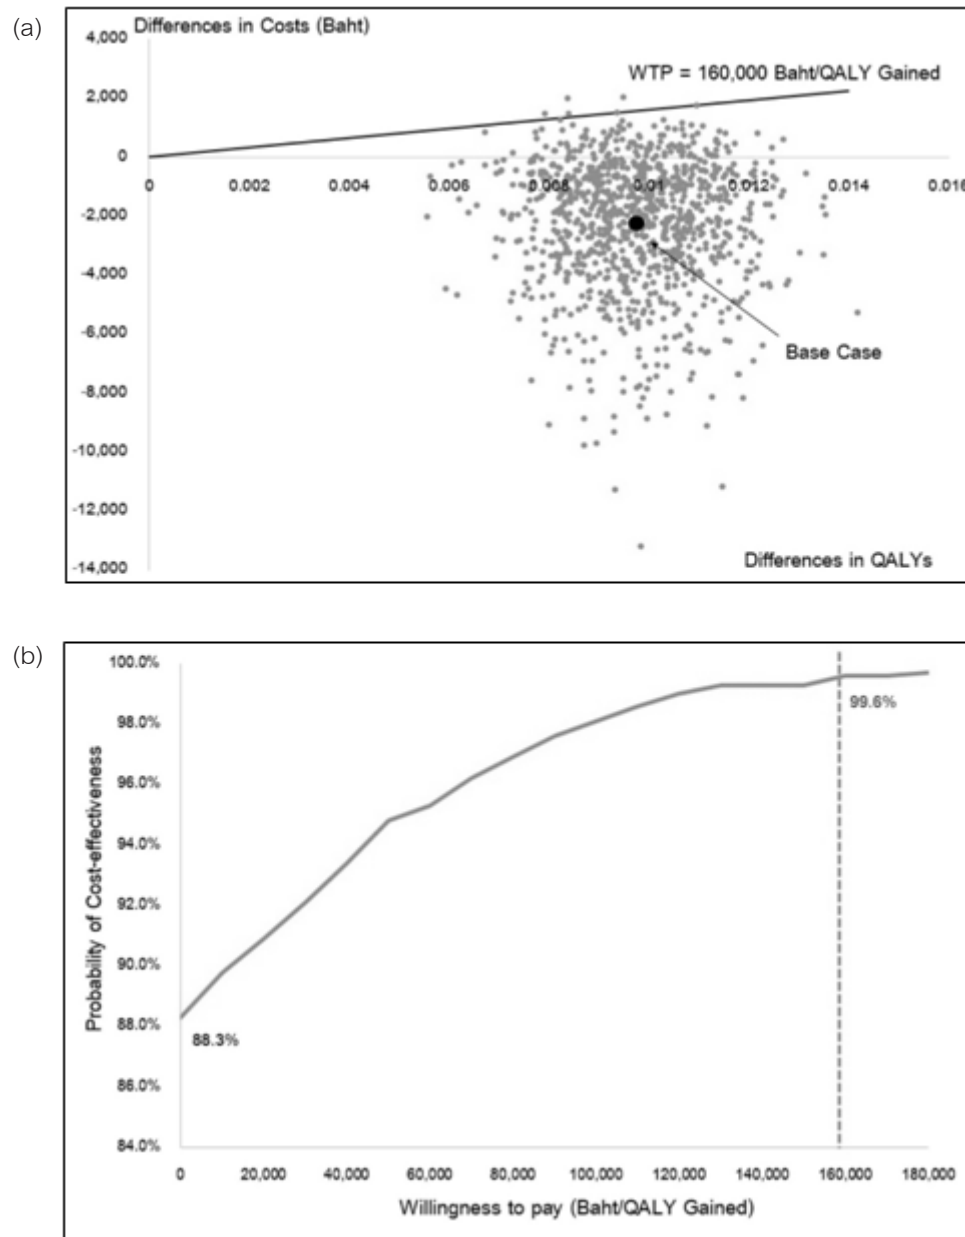 (a)
Differences in Costs (Baht)
4,000
WTP = 160,000 Baht/QALY Gained
2,000
0
0 0.002 0.004 0.006 0.008 0.01 0.012 0.014 0.016
-2,000
-4,000
Base Case
-6,000
-8,000
-10,000
-12,000
Differences in QALYs
-14,000
(b)
100.0%
99.6%
98.0%
96.0%
94.0%
92.0%
90.0%
88.0%
88.3%
86.0%
84.0%
Probability of Cost-effectiveness
0 20,000 40,000 60,000 80,000 100,000 120,000 140,000 160,000 180,000
Willingness to pay (Baht/QALY Gained)